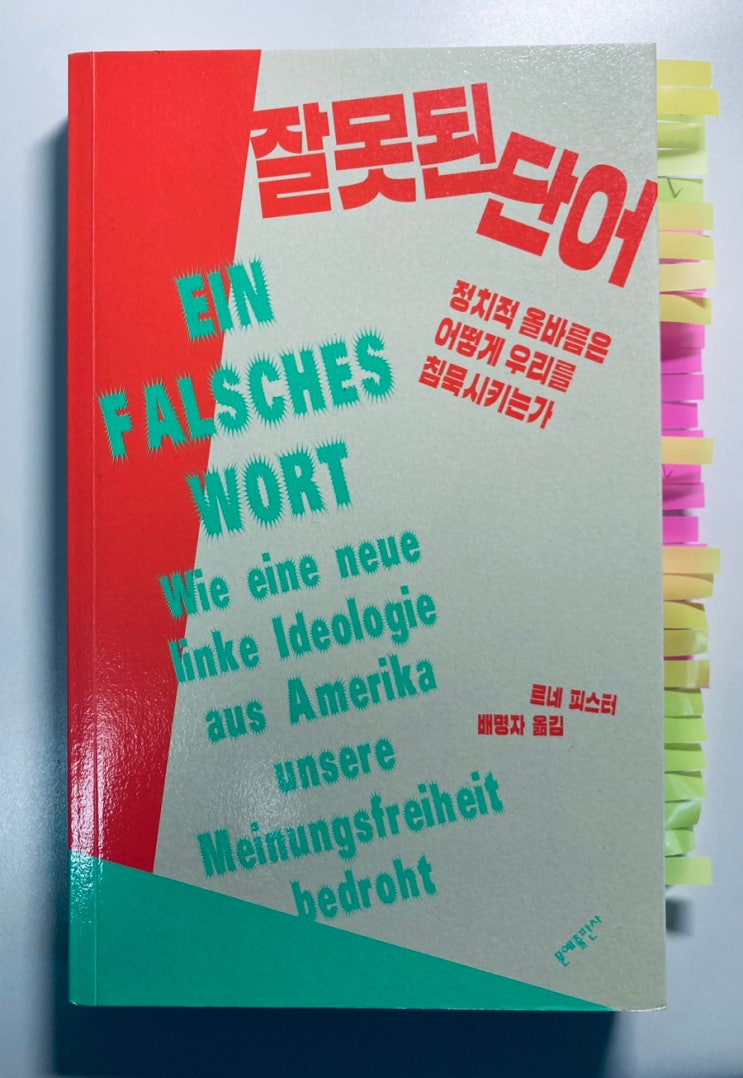 잘못된
단어
EIN
FALSCHES
WORT
정치적 올바름은
어떻게 우리를
침묵시키는가
Wie eine neue
linke Ideologie
aus Amerika
unsere
Meinungsfreiheit
bedroht
르네 피스터
배명자 옮김
문예출판사